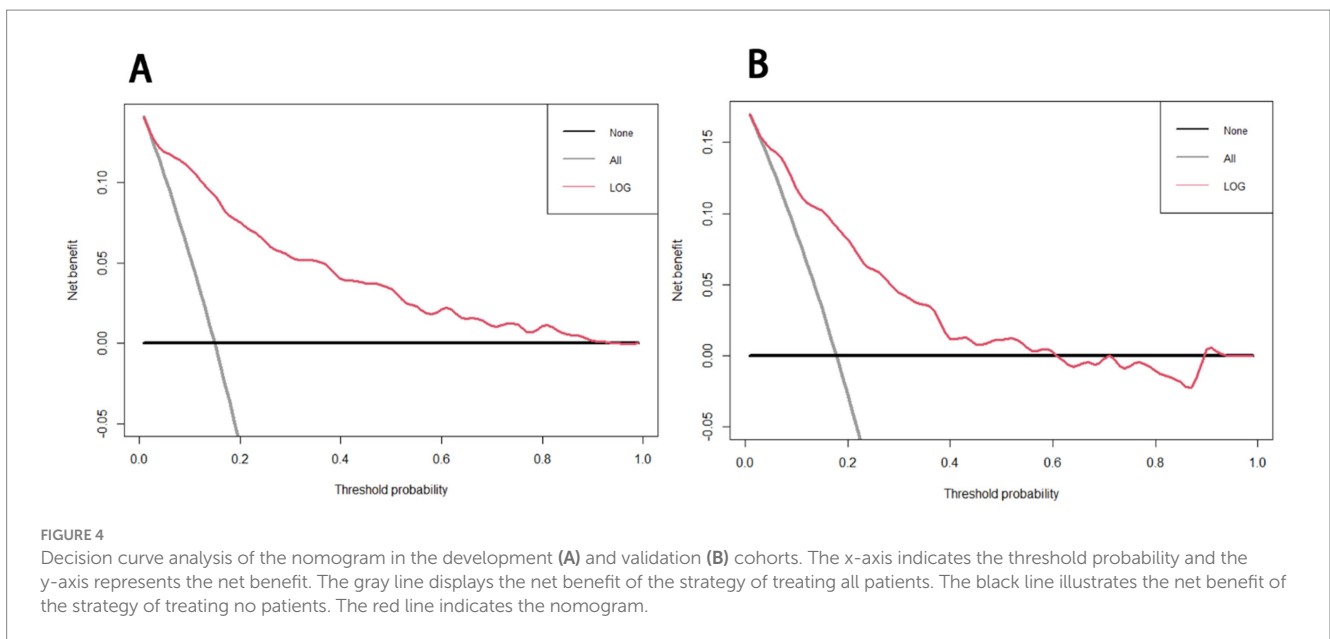 A
None
All
LOG
Net benefit
0.10
0.05
0.00
-0.05
0.0 0.2 0.4 0.6 0.8 1.0
Threshold probability
B
None
All
LOG
Net benefit
0.15
0.10
0.05
0.00
-0.05
0.0 0.2 0.4 0.6 0.8 1.0
Threshold probability
FIGURE 4
Decision curve analysis of the nomogram in the development (A) and validation (B) cohorts. The x-axis indicates the threshold probability and the
y-axis represents the net benefit. The gray line displays the net benefit of the strategy of treating all patients. The black line illustrates the net benefit of
the strategy of treating no patients. The red line indicates the nomogram.